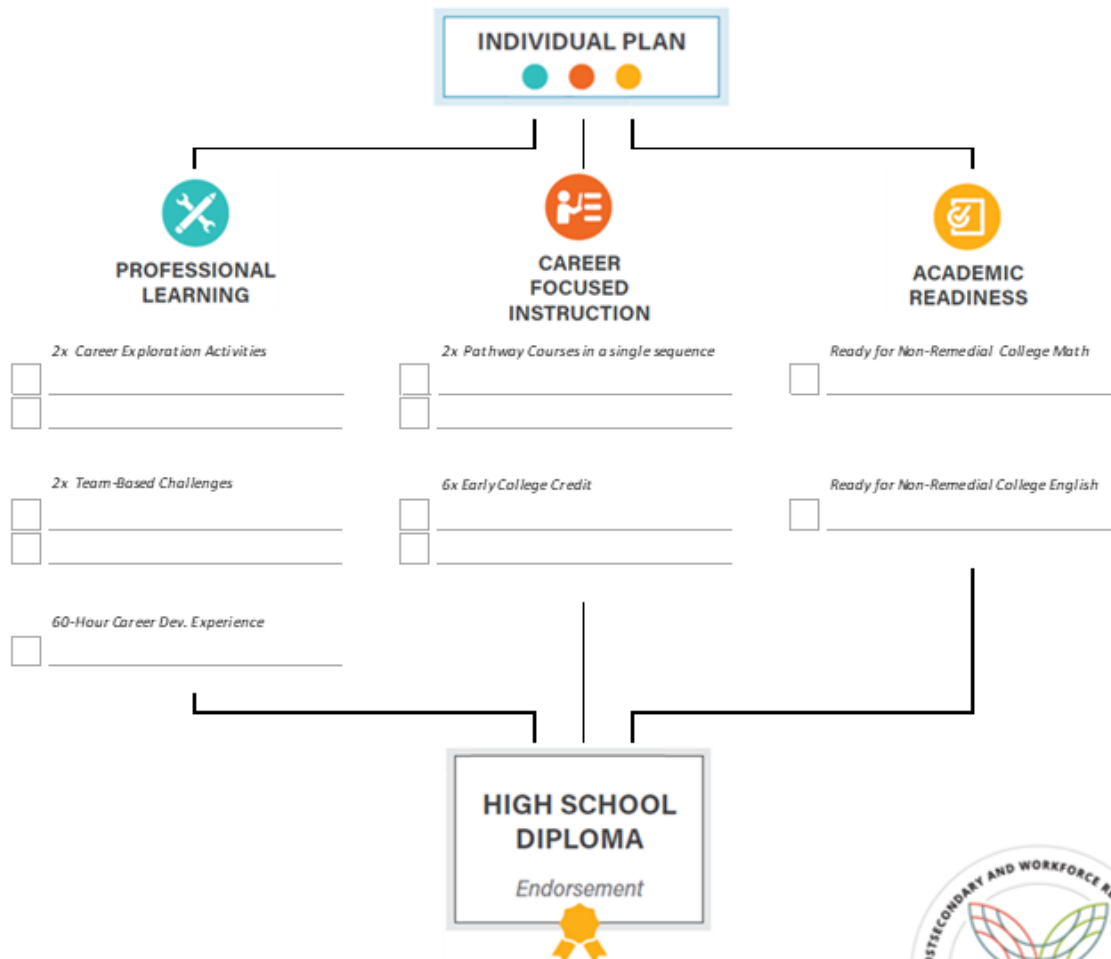 INDIVIDUAL PLAN
PROFESSIONAL
LEARNING
2x Career Exploration Activities
2x Team-Based Challenges
60-Hour Career Dev. Experience
CAREER
FOCUSED
INSTRUCTION
2x Pathway Courses in a single sequence
6x Early College Credit
ACADEMIC
READINESS
Ready for Non-Remedial College Math
Ready for Non-Remedial College English
HIGH SCHOOL
DIPLOMA
Endorsement
AND WORKFORCE